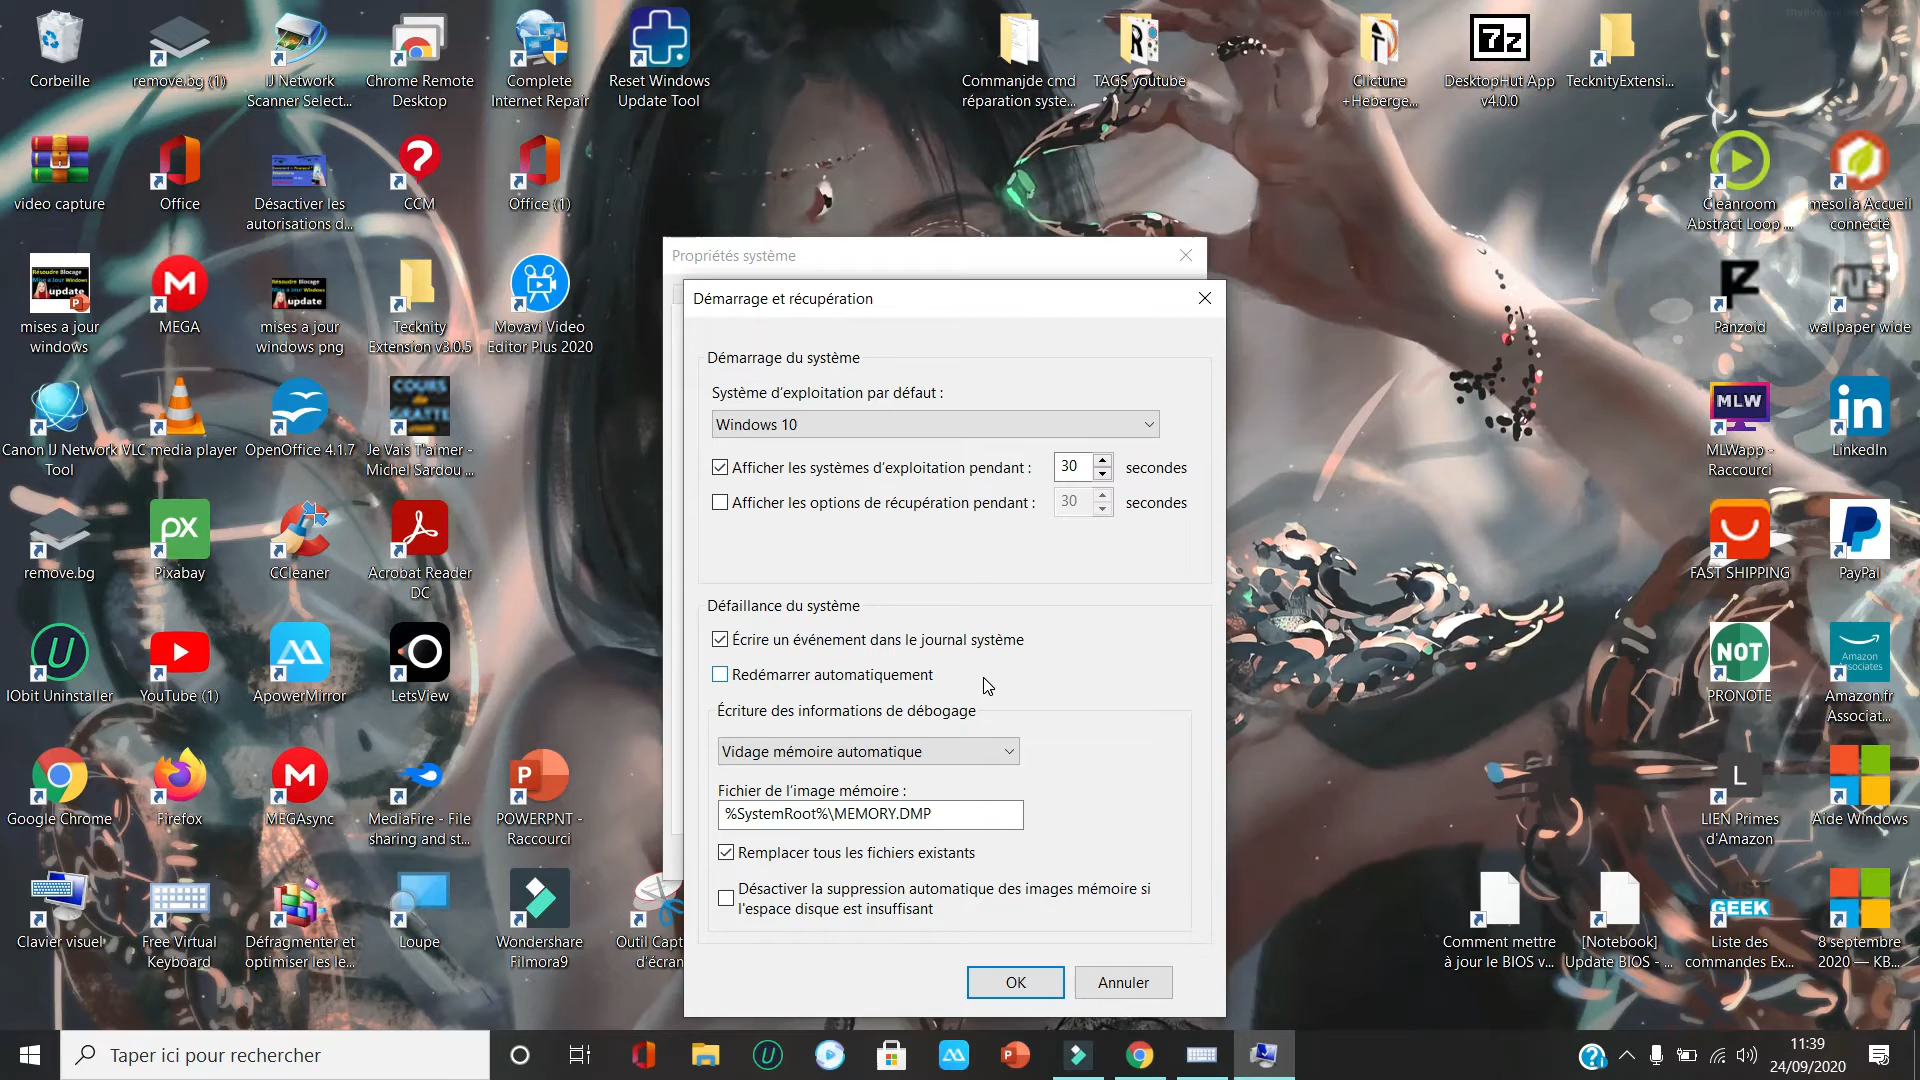 Corbeille
remove.bg (1)
IJ Network
Scanner Select...
Chrome Remote
Desktop
Complete
Internet Repair
Reset Windows
Update Tool
Commanjde cmd
réparation syste...
TAGS youtube
Clictune
+Heberge...
DesktopHut App
v4.0.0
TecknityExtensi...
video capture
Office
Désactiver les
autorisations d...
CCM
Office (1)
Cleanroom
Abstract Loop ...
mesolia Accueil
connecté
mises a jour
windows
MEGA
mises a jour
windows png
Tecknity
Extension v3.0.5
Movavi Video
Editor Plus 2020
Panzoid
wallpaper wide
Canon IJ Network
Tool
VLC media player
OpenOffice 4.1.7
Je Vais T'aimer -
Michel Sardou ...
MLW
MLWapp -
Raccourci
LinkedIn
remove.bg
Pixabay
CCleaner
Acrobat Reader
DC
FAST SHIPPING
PayPal
IObit Uninstaller
YouTube (1)
ApowerMirror
LetsView
NOT
PRONOTE
Amazon
Associates
Amazon.fr
Associat...
Google Chrome
Firefox
MEGAsync
MediaFire - File
sharing and st...
POWERPNT -
Raccourci
L
LIEN Primes
d'Amazon
Aide Windows
Clavier visuel
Free Virtual
Keyboard
Défragmenter et
optimiser les le...
Loupe
Wondershare
Filmora9
Outil Capt
d'écran
Comment mettre
à jour le BIOS v...
[Notebook]
Update BIOS - ...
GEEK
Liste des
commandes Ex...
8 septembre
2020 — KB...
Propriétés système
Démarrage et récupération
Démarrage du système
Système d'exploitation par défaut :
Windows 10
Afficher les systèmes d'exploitation pendant : 30 secondes
Afficher les options de récupération pendant : 30 secondes
Défaillance du système
Écrire un événement dans le journal système
Redémarrer automatiquement
Écriture des informations de débogage
Vidage mémoire automatique
Fichier de l'image mémoire :
%SystemRoot%\MEMORY.DMP
Remplacer tous les fichiers existants
Désactiver la suppression automatique des images mémoire si
l'espace disque est insuffisant
OK Annuler
Taper ici pour rechercher
11:39
24/09/2020